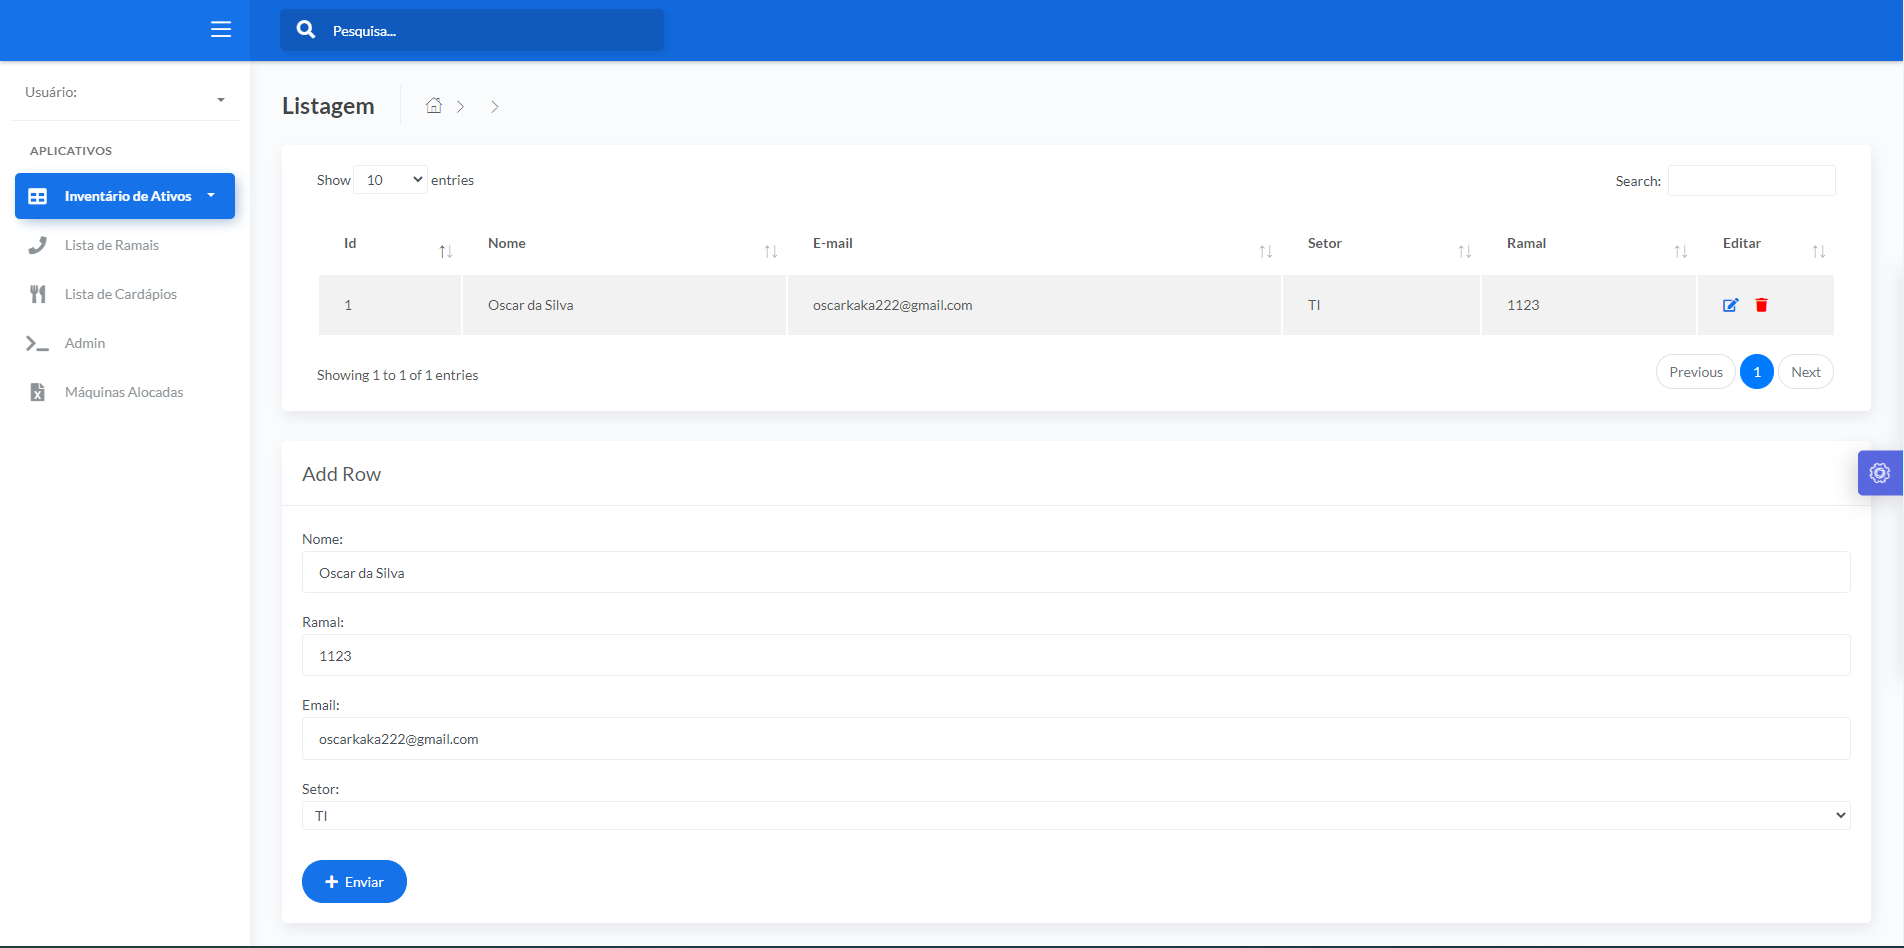 Pesquisa...
Usuário:
APLICATIVOS
Inventário de Ativos
Lista de Ramais
Lista de Cardápios
Admin
Máquinas Alocadas
Listagem
Show 10 entries
Search:
Id Nome E-mail Setor Ramal Editar
1 Oscar da Silva oscarkaka222@gmail.com TI 1123
Showing 1 to 1 of 1 entries
Previous 1 Next
Add Row
Nome:
Oscar da Silva
Ramal:
1123
Email:
oscarkaka222@gmail.com
Setor:
TI
Enviar